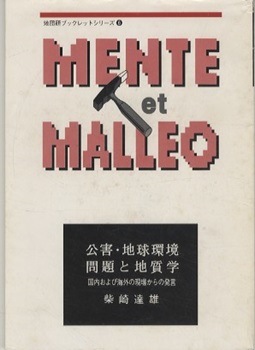 地団研ブックレットシリーズ 6
MENTE
et
MALLEO
公害・地球環境
問題と地質学
国内および海外の現場からの発言
柴崎達雄